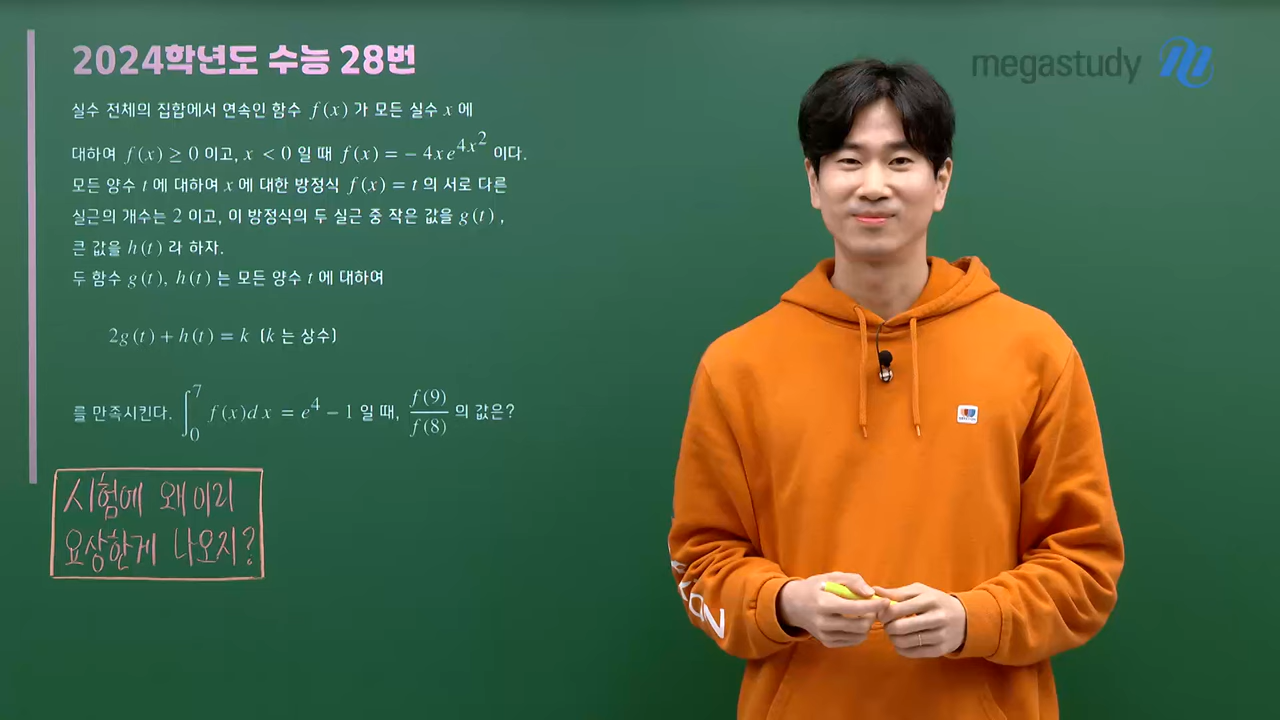 2024학년도 수능 28번
megastudy
실수 전체의 집합에서 연속인 함수 f(x) 가 모든 실수 x 에
대하여 f(x) ≥ 0 이고, x < 0 일 때 f(x) = − 4xe^{4x^2} 이다.
모든 양수 t 에 대하여 x 에 대한 방정식 f(x) = t 의 서로 다른
실근의 개수는 2 이고, 이 방정식의 두 실근 중 작은 값을 g(t),
큰 값을 h(t) 라 하자.
두 함수 g(t), h(t) 는 모든 양수 t 에 대하여
2g(t) + h(t) = k (k 는 상수)
를 만족시킨다. ∫_0^7 f(x)dx = e^4 − 1 일 때, f(9)/f(8) 의 값은?
시험에 왜 이리
요상한게 나오지?